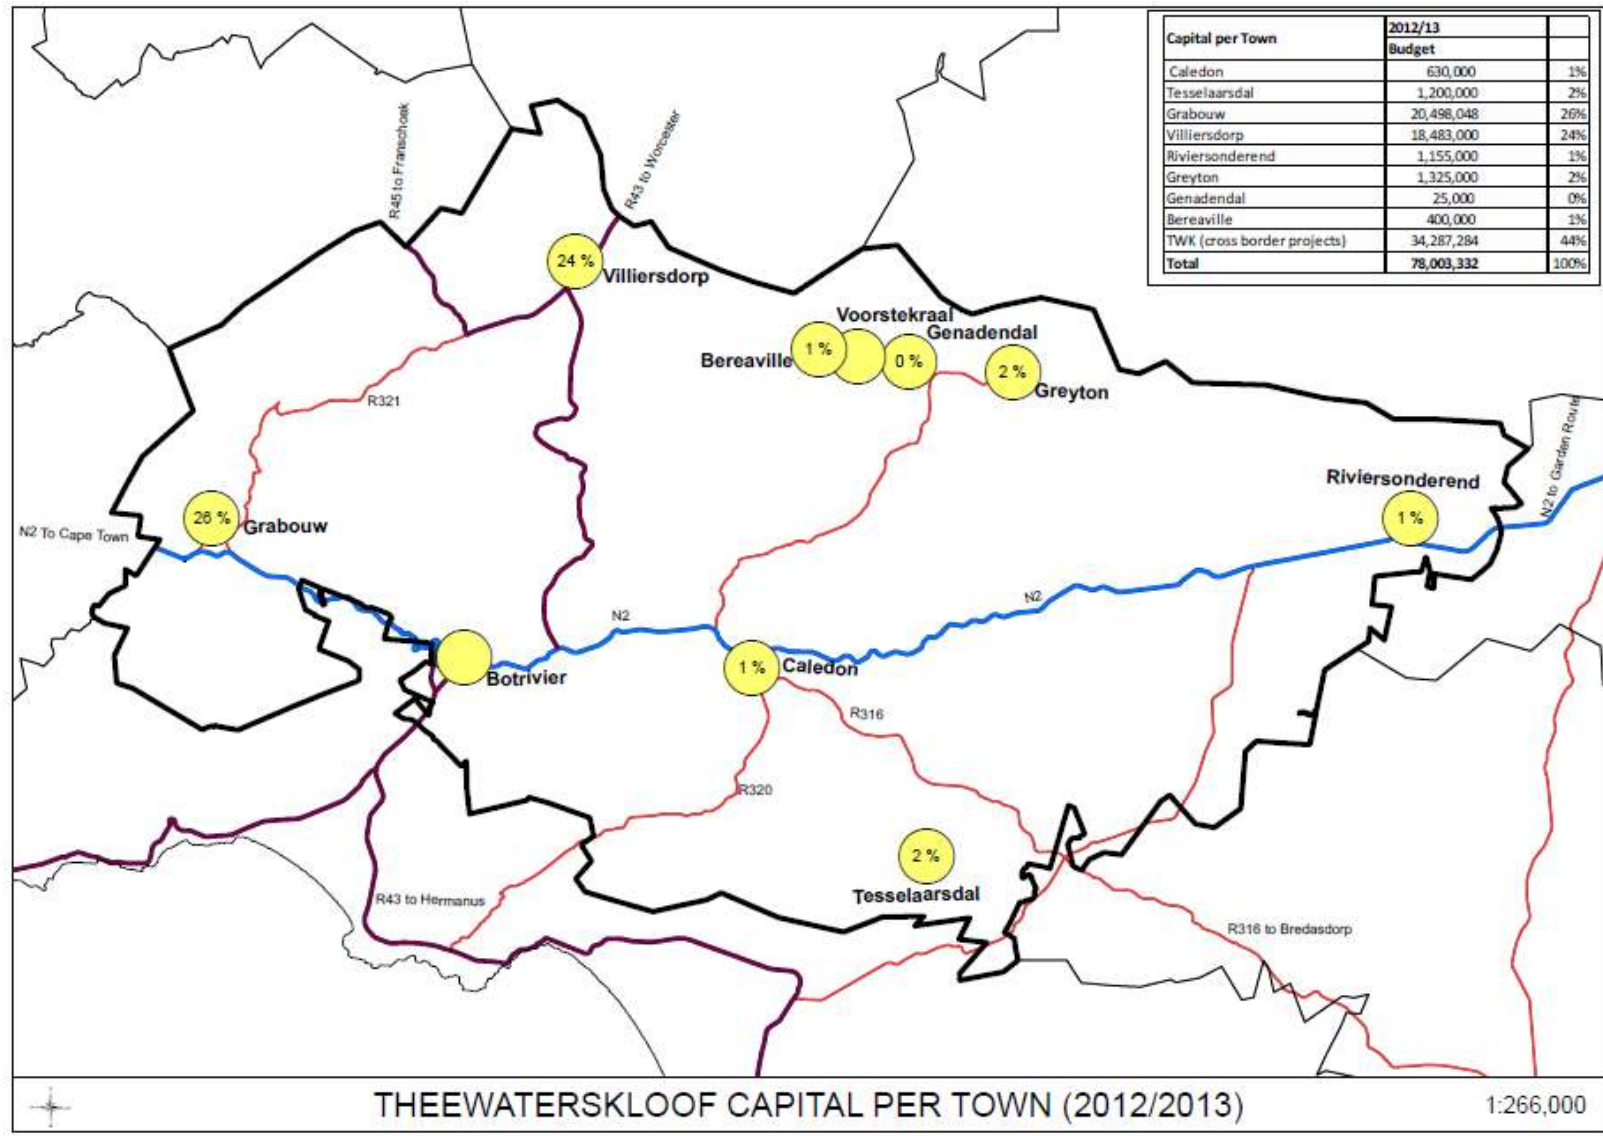 Capital per Town 2012/13
Budget
Caledon 630,000 1%
Tesselaarsdal 1,200,000 2%
Grabouw 20,498,048 26%
Villiersdorp 18,483,000 24%
Riviersonderend 1,155,000 1%
Greyton 1,325,000 2%
Genadendal 25,000 0%
Bereaville 400,000 1%
TWK (cross border projects) 34,287,284 44%
Total 78,003,332 100%
R45 to Franschoek
R43 to Worcester
24 %
Villiersdorp
Voorstekraal
Genadendal
Bereaville
1 %
0 %
2 %
Greyton
R321
N2 to Garden Route
Riviersonderend
1 %
26 %
Grabouw
N2 To Cape Town
N2
N2
Botrivier
1 %
Caledon
R316
R320
2 %
Tesselaarsdal
R43 to Hermanus
R316 to Bredasdorp
THEEWATERSKLOOF CAPITAL PER TOWN (2012/2013)
1:266,000